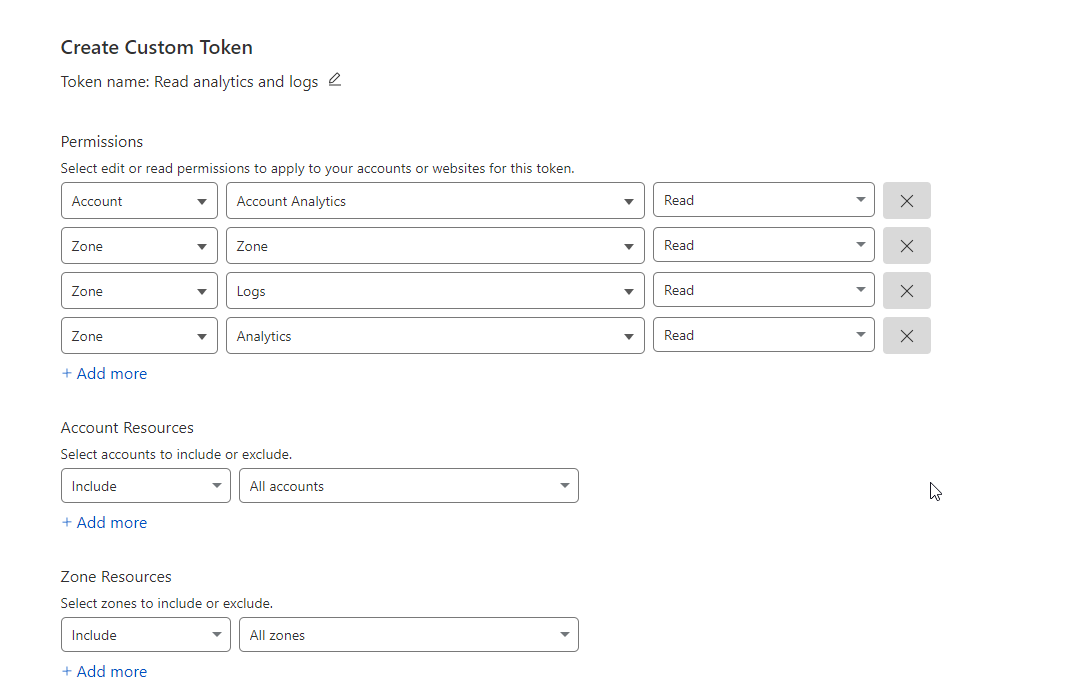 Create Custom Token
Token name: Read analytics and logs
Permissions
Select edit or read permissions to apply to your accounts or websites for this token.
Account Account Analytics Read
Zone Zone Read
Zone Logs Read
Zone Analytics Read
+ Add more
Account Resources
Select accounts to include or exclude.
Include All accounts
+ Add more
Zone Resources
Select zones to include or exclude.
Include All zones
+ Add more